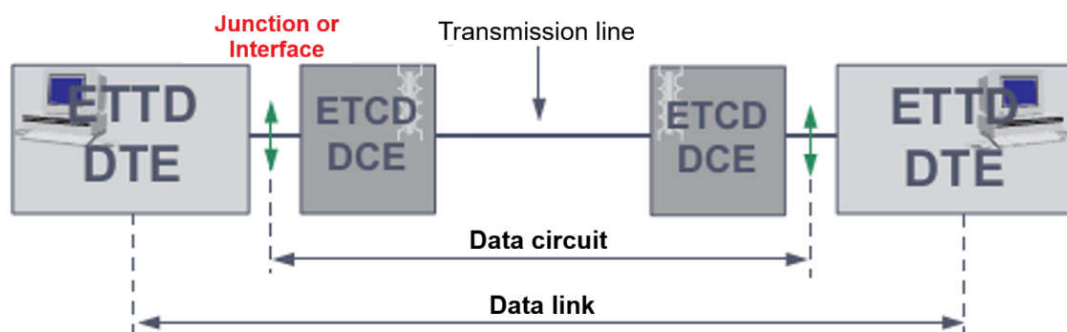 Junction or
Interface
Transmission line
ETTD
DTE
ETCD
DCE
ETCD
DCE
ETTD
DTE
Data circuit
Data link